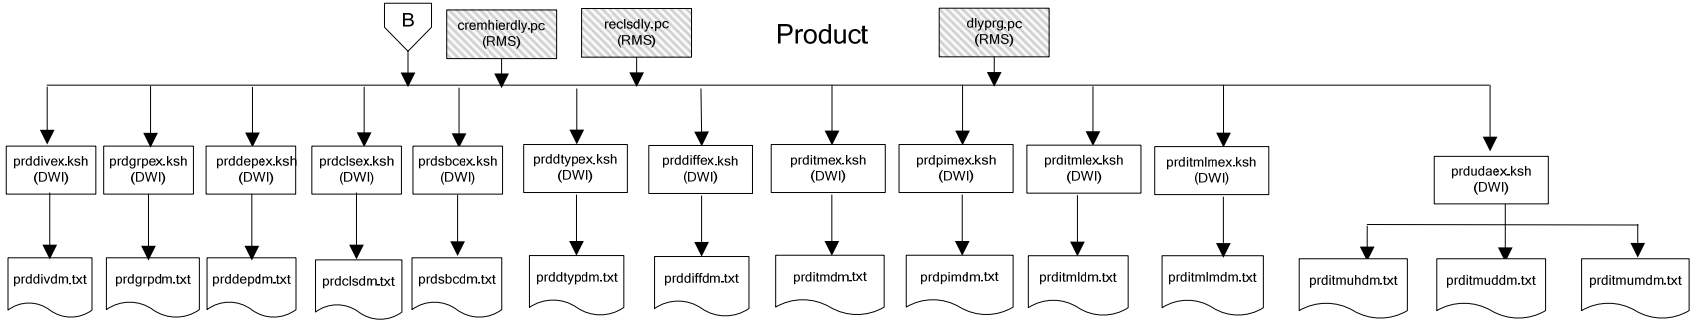 B
cremhierdly.pc
(RMS)
reclsdly.pc
(RMS)
Product
dlyprg.pc
(RMS)
prddivex.ksh
(DWI)
prdgrpex.ksh
(DWI)
prddepex.ksh
(DWI)
prdclsex.ksh
(DWI)
prdsbcex.ksh
(DWI)
prddtypex.ksh
(DWI)
prddiffex.ksh
(DWI)
prditmex.ksh
(DWI)
prdpimex.ksh
(DWI)
prditmlex.ksh
(DWI)
prditmlmex.ksh
(DWI)
prdudaex.ksh
(DWI)
prddivdm.txt
prdgrpdm.txt
prddepdm.txt
prdclsdm.txt
prdsbcdm.txt
prddtypdm.txt
prddiffdm.txt
prditmdm.txt
prdpimdm.txt
prditmldm.txt
prditmlmdm.txt
prditmuhdm.txt
prditmuddm.txt
prditmumdm.txt